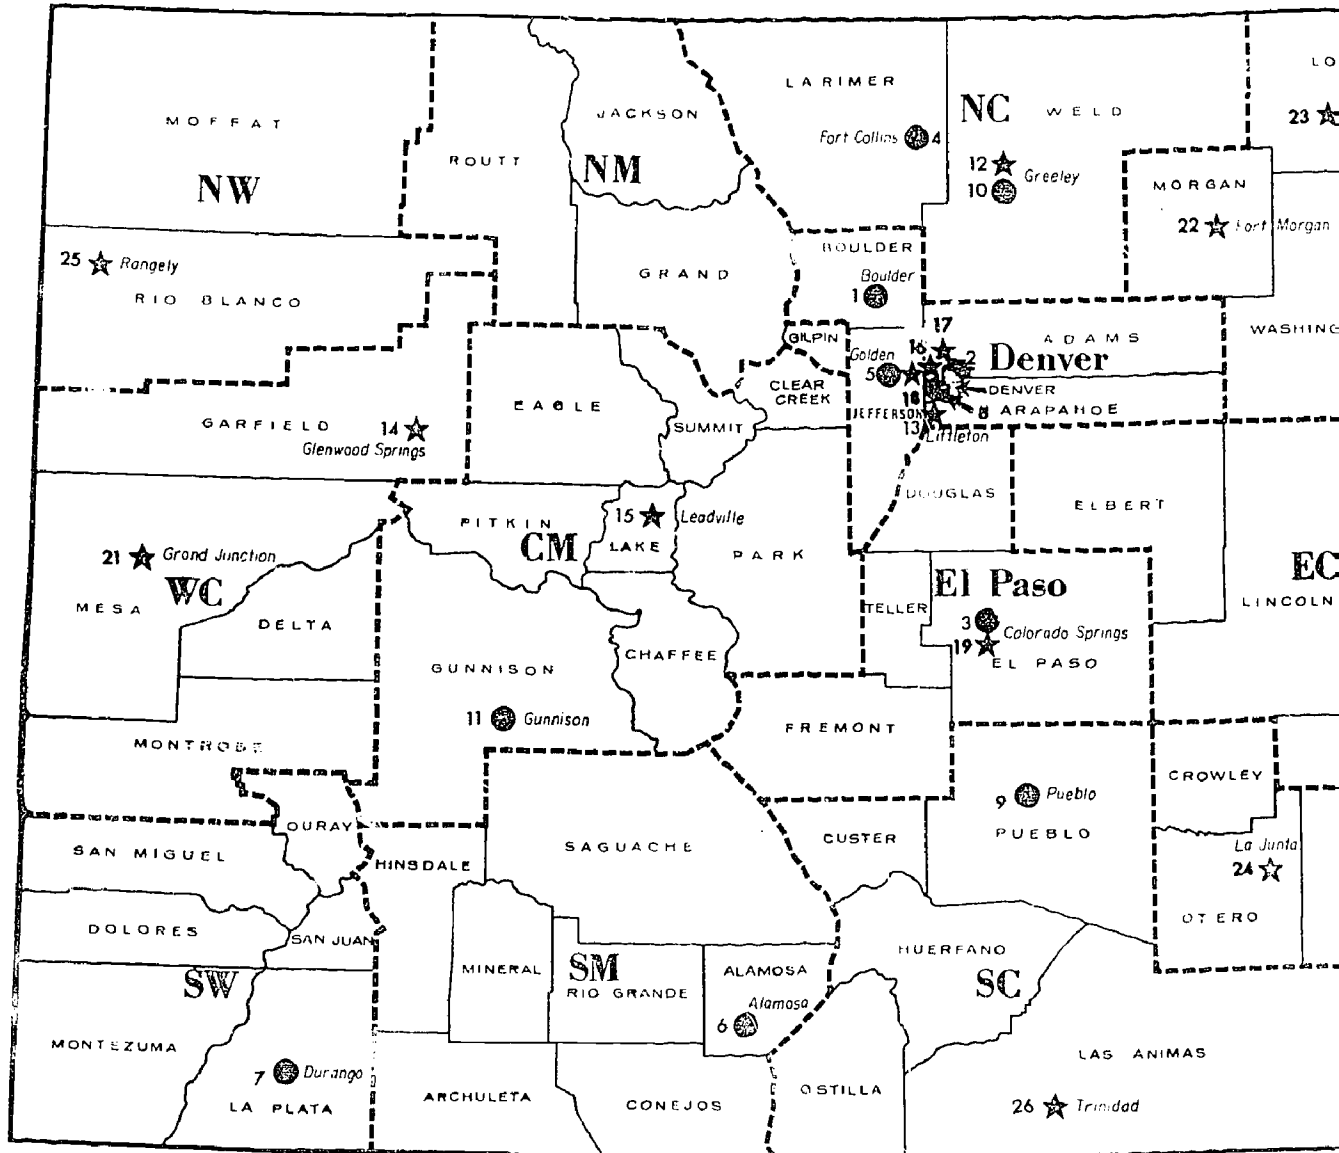 LO
LARIMER
NC
WELD
23
JACKSON
MOFFAT
Fort Collins 4
ROUTT
NM
12
10
Greeley
MORGAN
NW
22 Fort Morgan
BOULDER
25 Rangely
Boulder
GRAND
1
RIO BLANCO
17
ADAMS
WASHING
GILPIN
16
Golden
2
Denver
5
CLEAR
CREEK
DENVER
18
EAGLE
8
ARAPAHOE
JEFFERSON
GARFIELD
14
SUMMIT
13
Littleton
Glenwood Springs
DOUGLAS
ELBERT
PITKIN
15 Leadville
CM
LAKE
PARK
21 Grand Junction
EC
WC
El Paso
LINCOLN
MESA
TELLER
DELTA
3
Colorado Springs
19
CHAFFEE
EL PASO
GUNNISON
11 Gunnison
FREMONT
MONTROSE
CROWLEY
9 Pueblo
OURAY
PUEBLO
CUSTER
SAN MIGUEL
HINSDALE
SAGUACHE
La Junta
24
OTERO
DOLORES
SAN JUAN
HUERFANO
MINERAL
SM
ALAMOSA
SW
RIO GRANDE
SC
Alamosa
6
MONTEZUMA
LAS ANIMAS
7 Durango
OSTILLA
ARCHULETA
CONEJOS
LA PLATA
26 Trinidad